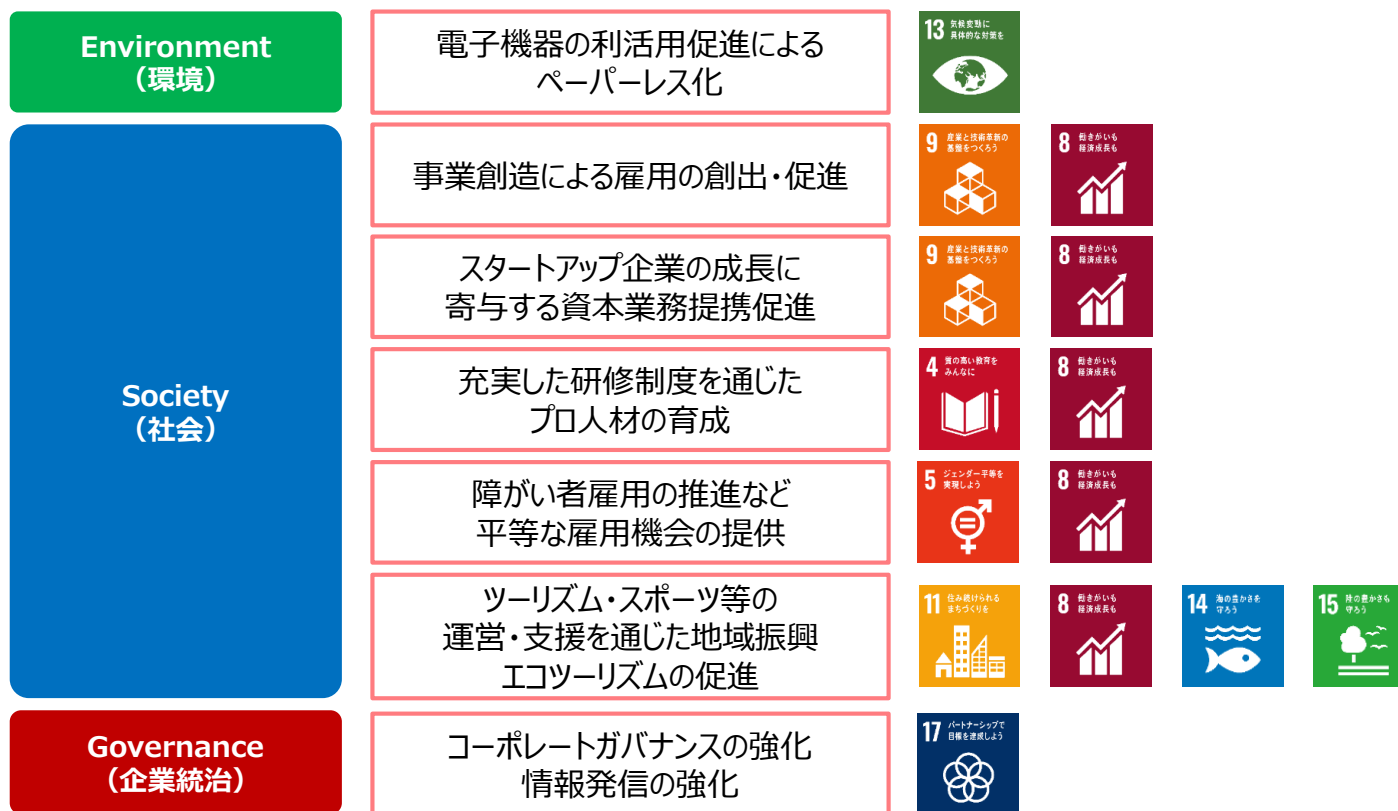 Environment
（環境）
電子機器の利活用促進による
ペーパーレス化
13 気候変動に
具体的な対策を
Society
（社会）
事業創造による雇用の創出・促進
9 産業と技術革新の
基盤をつくろう
8 働きがいも
経済成長も
スタートアップ企業の成長に
寄与する資本業務提携促進
9 産業と技術革新の
基盤をつくろう
8 働きがいも
経済成長も
充実した研修制度を通じた
プロ人材の育成
4 質の高い教育を
みんなに
8 働きがいも
経済成長も
障がい者雇用の推進など
平等な雇用機会の提供
5 ジェンダー平等を
実現しよう
8 働きがいも
経済成長も
ツーリズム・スポーツ等の
運営・支援を通じた地域振興
エコツーリズムの促進
11 住み続けられる
まちづくりを
8 働きがいも
経済成長も
14 海の豊かさを
守ろう
15 陸の豊かさも
守ろう
Governance
（企業統治）
コーポレートガバナンスの強化
情報発信の強化
17 パートナーシップで
目標を達成しよう